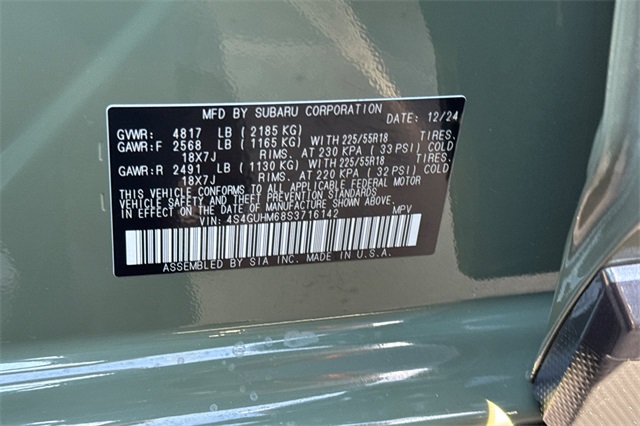 MFD BY SUBARU CORPORATION DATE: 12/24
GVWR: 4817 LB (2185 KG)
GAWR:F 2568 LB (1165 KG) WITH 225/55R18 TIRES.
18X7J RIMS. AT 230 KPA (33 PSI) COLD
GAWR:R 2491 LB (1130 KG) WITH 225/55R18 TIRES.
18X7J RIMS. AT 220 KPA (32 PSI) COLD
THIS VEHICLE CONFORMS TO ALL APPLICABLE FEDERAL MOTOR
VEHICLE SAFETY AND THEFT PREVENTION STANDARDS
IN EFFECT ON THE DATE OF MANUFACTURE SHOWN ABOVE.
VIN: 4S4GUHM68S3716142 MPV
ASSEMBLED BY SIA INC. MADE IN U.S.A.